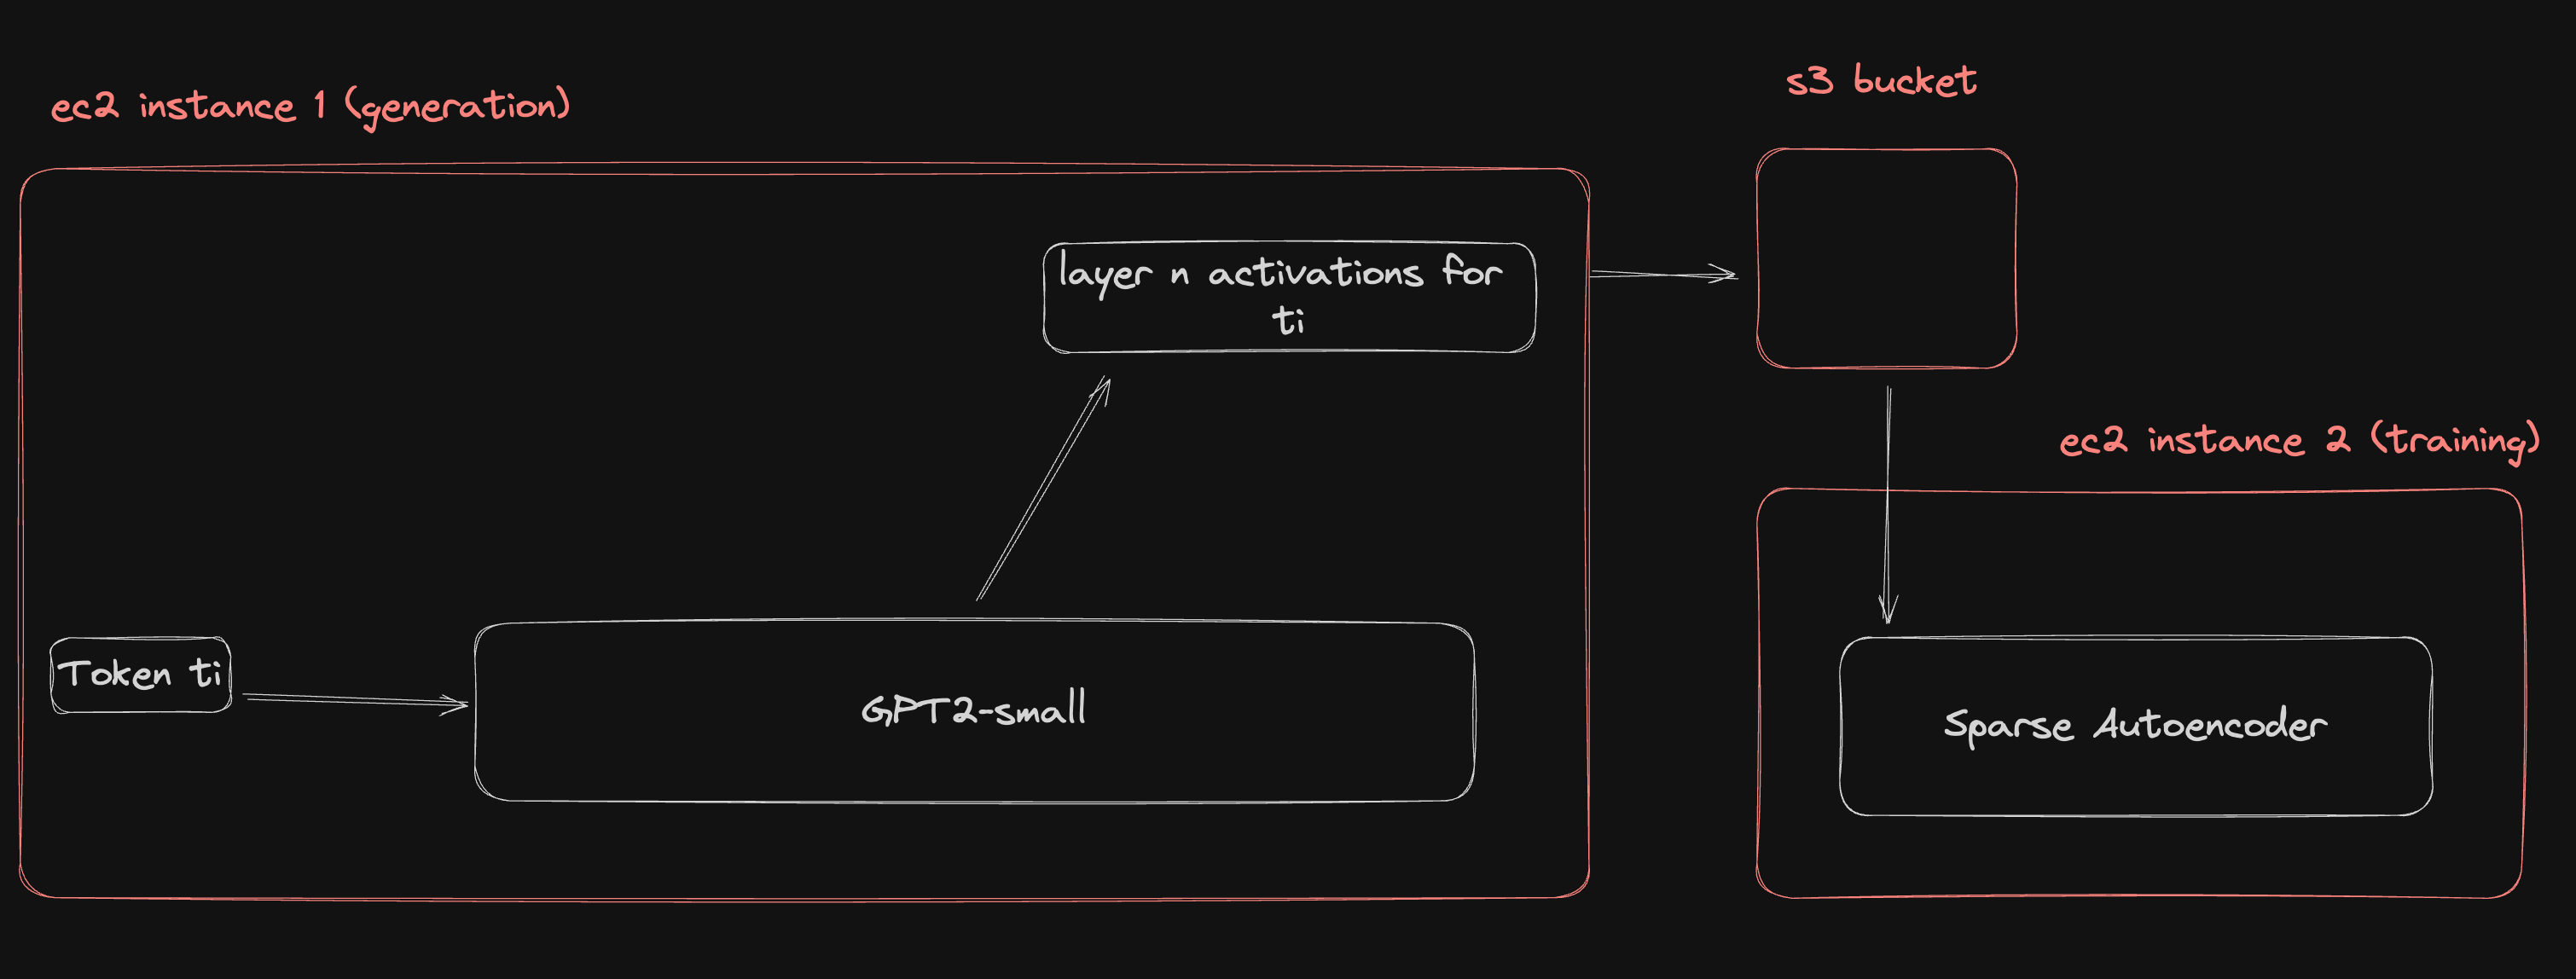 s3 bucket
ec2 instance 1 (generation)
layer n activations for
ti
ec2 instance 2 (training)
Token ti
GPT2-small
Sparse Autoencoder